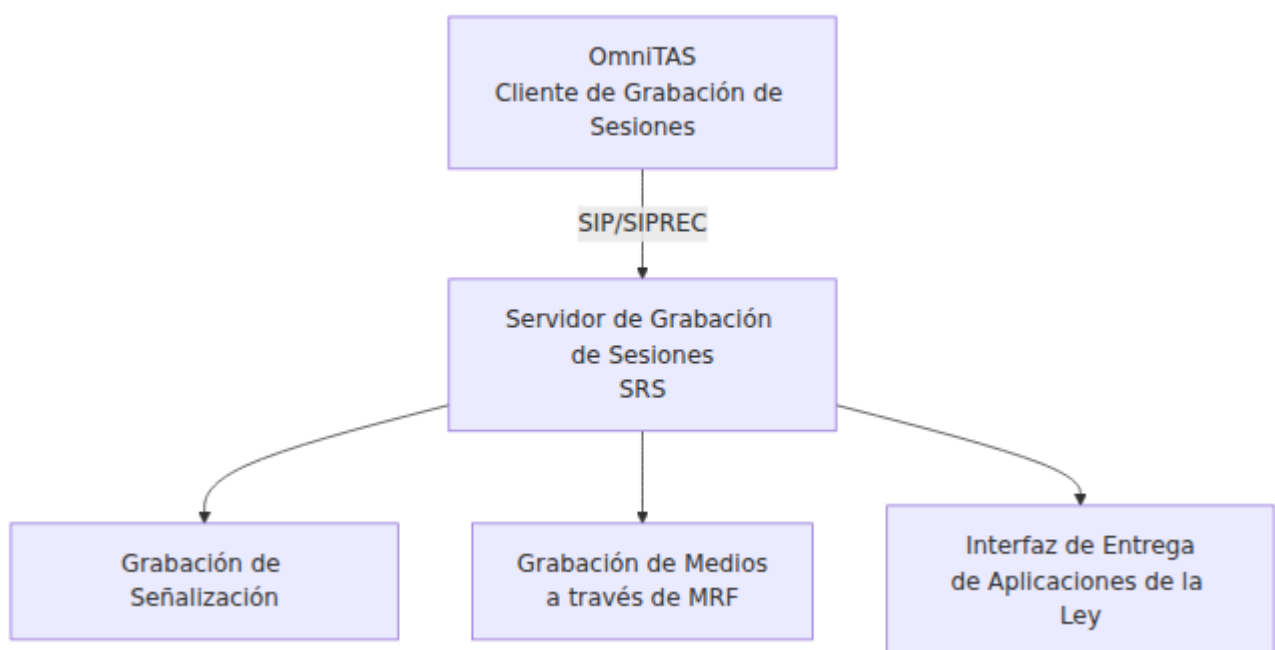 OmniTAS
Cliente de Grabación de
Sesiones
SIP/SIPREC
Servidor de Grabación
de Sesiones
SRS
Grabación de
Señalización
Grabación de Medios
a través de MRF
Interfaz de Entrega
de Aplicaciones de la
Ley